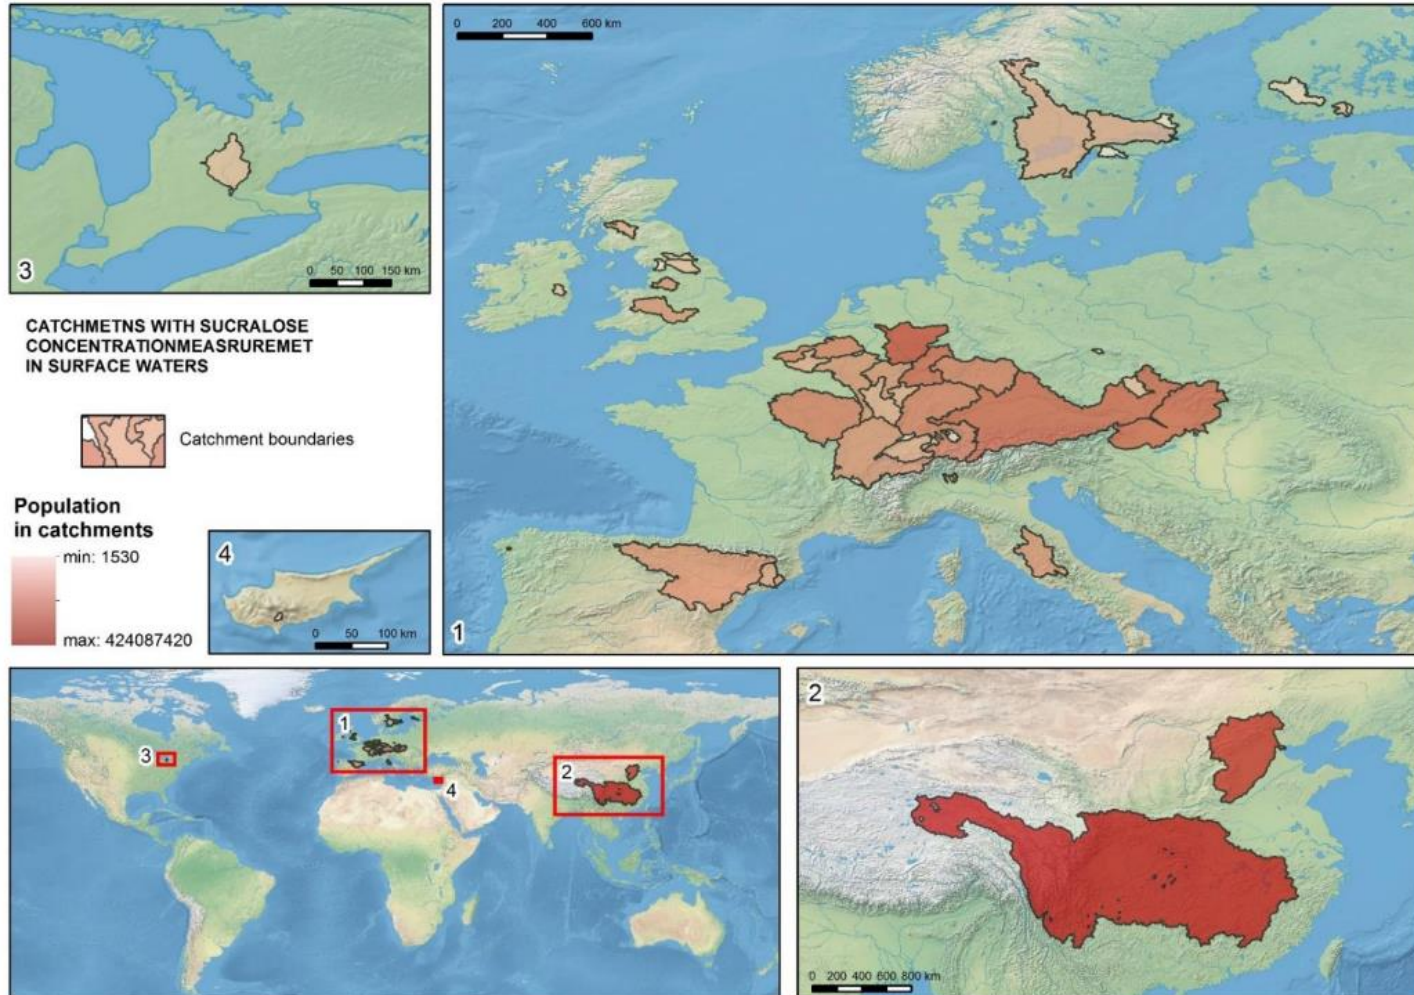 0 200 400 600 km
3
0 50 100 150 km
CATCHMETNS WITH SUCRALOSE
CONCENTRATIONMEASRUREMET
IN SURFACE WATERS
Catchment boundaries
Population
in catchments
min: 1530
max: 424087420
4
0 50 100 km
1
3
1
2
4
2
0 200 400 600 800 km